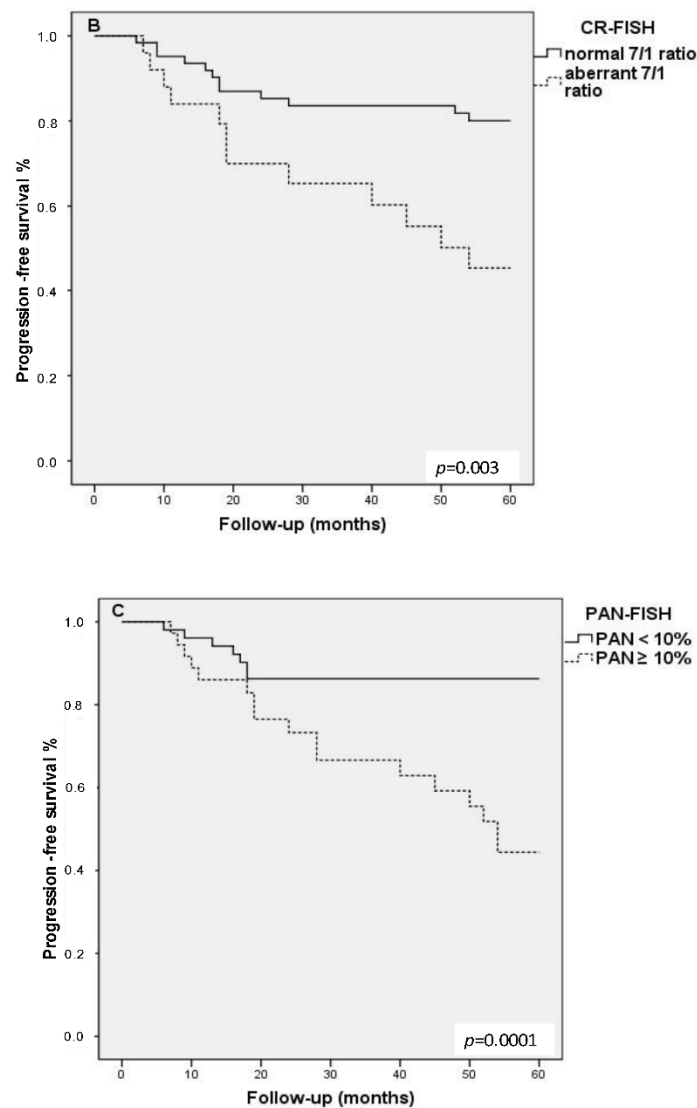 B
CR-FISH
normal 7/1 ratio
aberrant 7/1
ratio
1.0
0.8
0.6
0.4
0.2
0.0
Progression -free survival %
p=0.003
0 10 20 30 40 50 60
Follow-up (months)
C
PAN-FISH
PAN < 10%
PAN ≥ 10%
1.0
0.8
0.6
0.4
0.2
0.0
Progression -free survival %
p=0.0001
0 10 20 30 40 50 60
Follow-up (months)